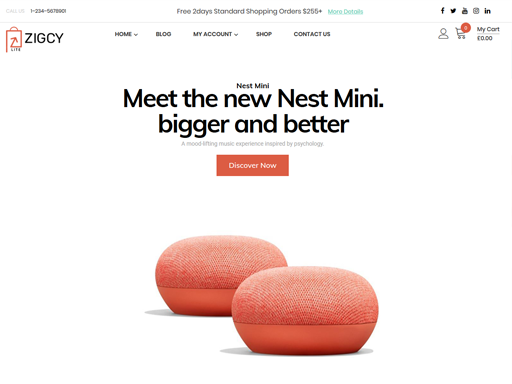 CALL US : 1-234-5678901
Free 2days Standard Shopping Orders $255+ More Details
ZIGCY
LITE
HOME
BLOG
MY ACCOUNT
SHOP
CONTACT US
0
My Cart
£0.00
Nest Mini
Meet the new Nest Mini.
bigger and better
A mood-lifting music experience inspired by psychology.
Discover Now